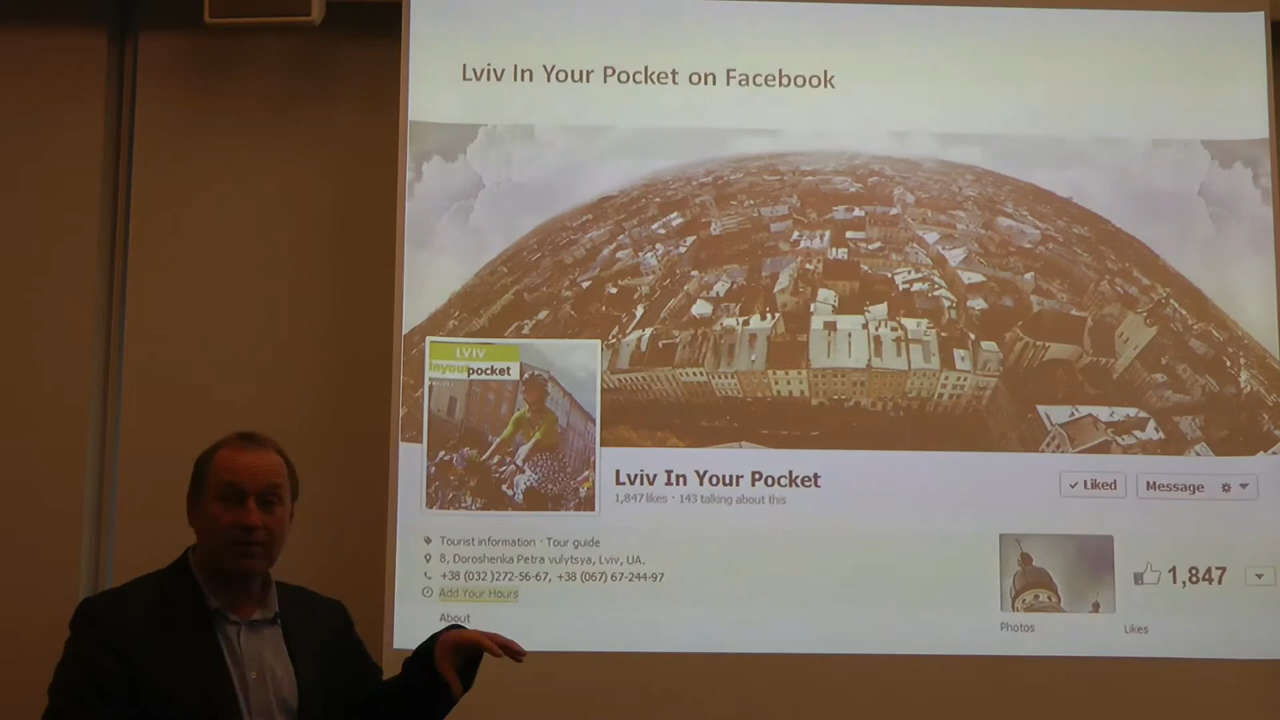 Lviv In Your Pocket on Facebook
LVIV
inyourpocket
Lviv In Your Pocket
1,847 likes · 143 talking about this
✓ Liked
Message
Tourist information · Tour guide
8, Doroshenka Petra vulytsya, Lviv, UA.
+38 (032 )272-56-67, +38 (067) 67-244-97
Add Your Hours
About
1,847
Photos
Likes